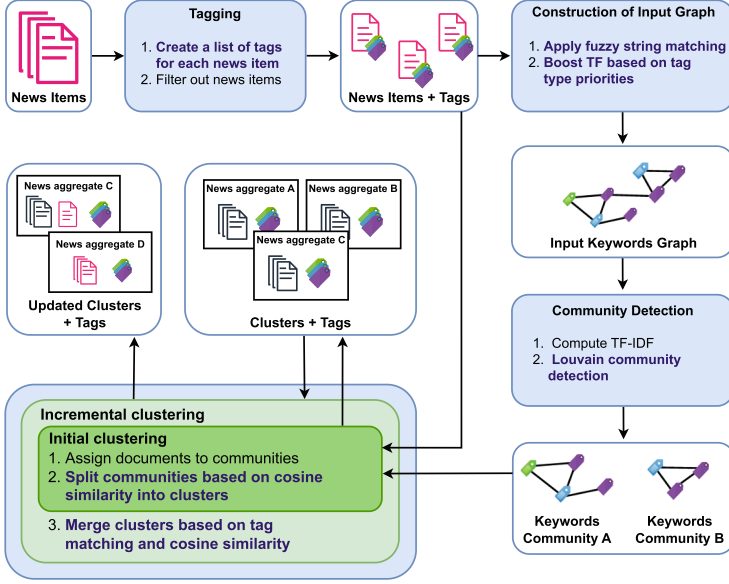 News Items
Tagging
1. Create a list of tags
for each news item
2. Filter out news items
News Items + Tags
Construction of Input Graph
1. Apply fuzzy string matching
2. Boost TF based on tag
type priorities
Input Keywords Graph
Community Detection
1. Compute TF-IDF
2. Louvain community
detection
Keywords
Community A
Keywords
Community B
News aggregate C
News aggregate D
Updated Clusters
+ Tags
News aggregate A
News aggregate B
News aggregate C
Clusters + Tags
Incremental clustering
Initial clustering
1. Assign documents to communities
2. Split communities based on cosine
similarity into clusters
3. Merge clusters based on tag
matching and cosine similarity